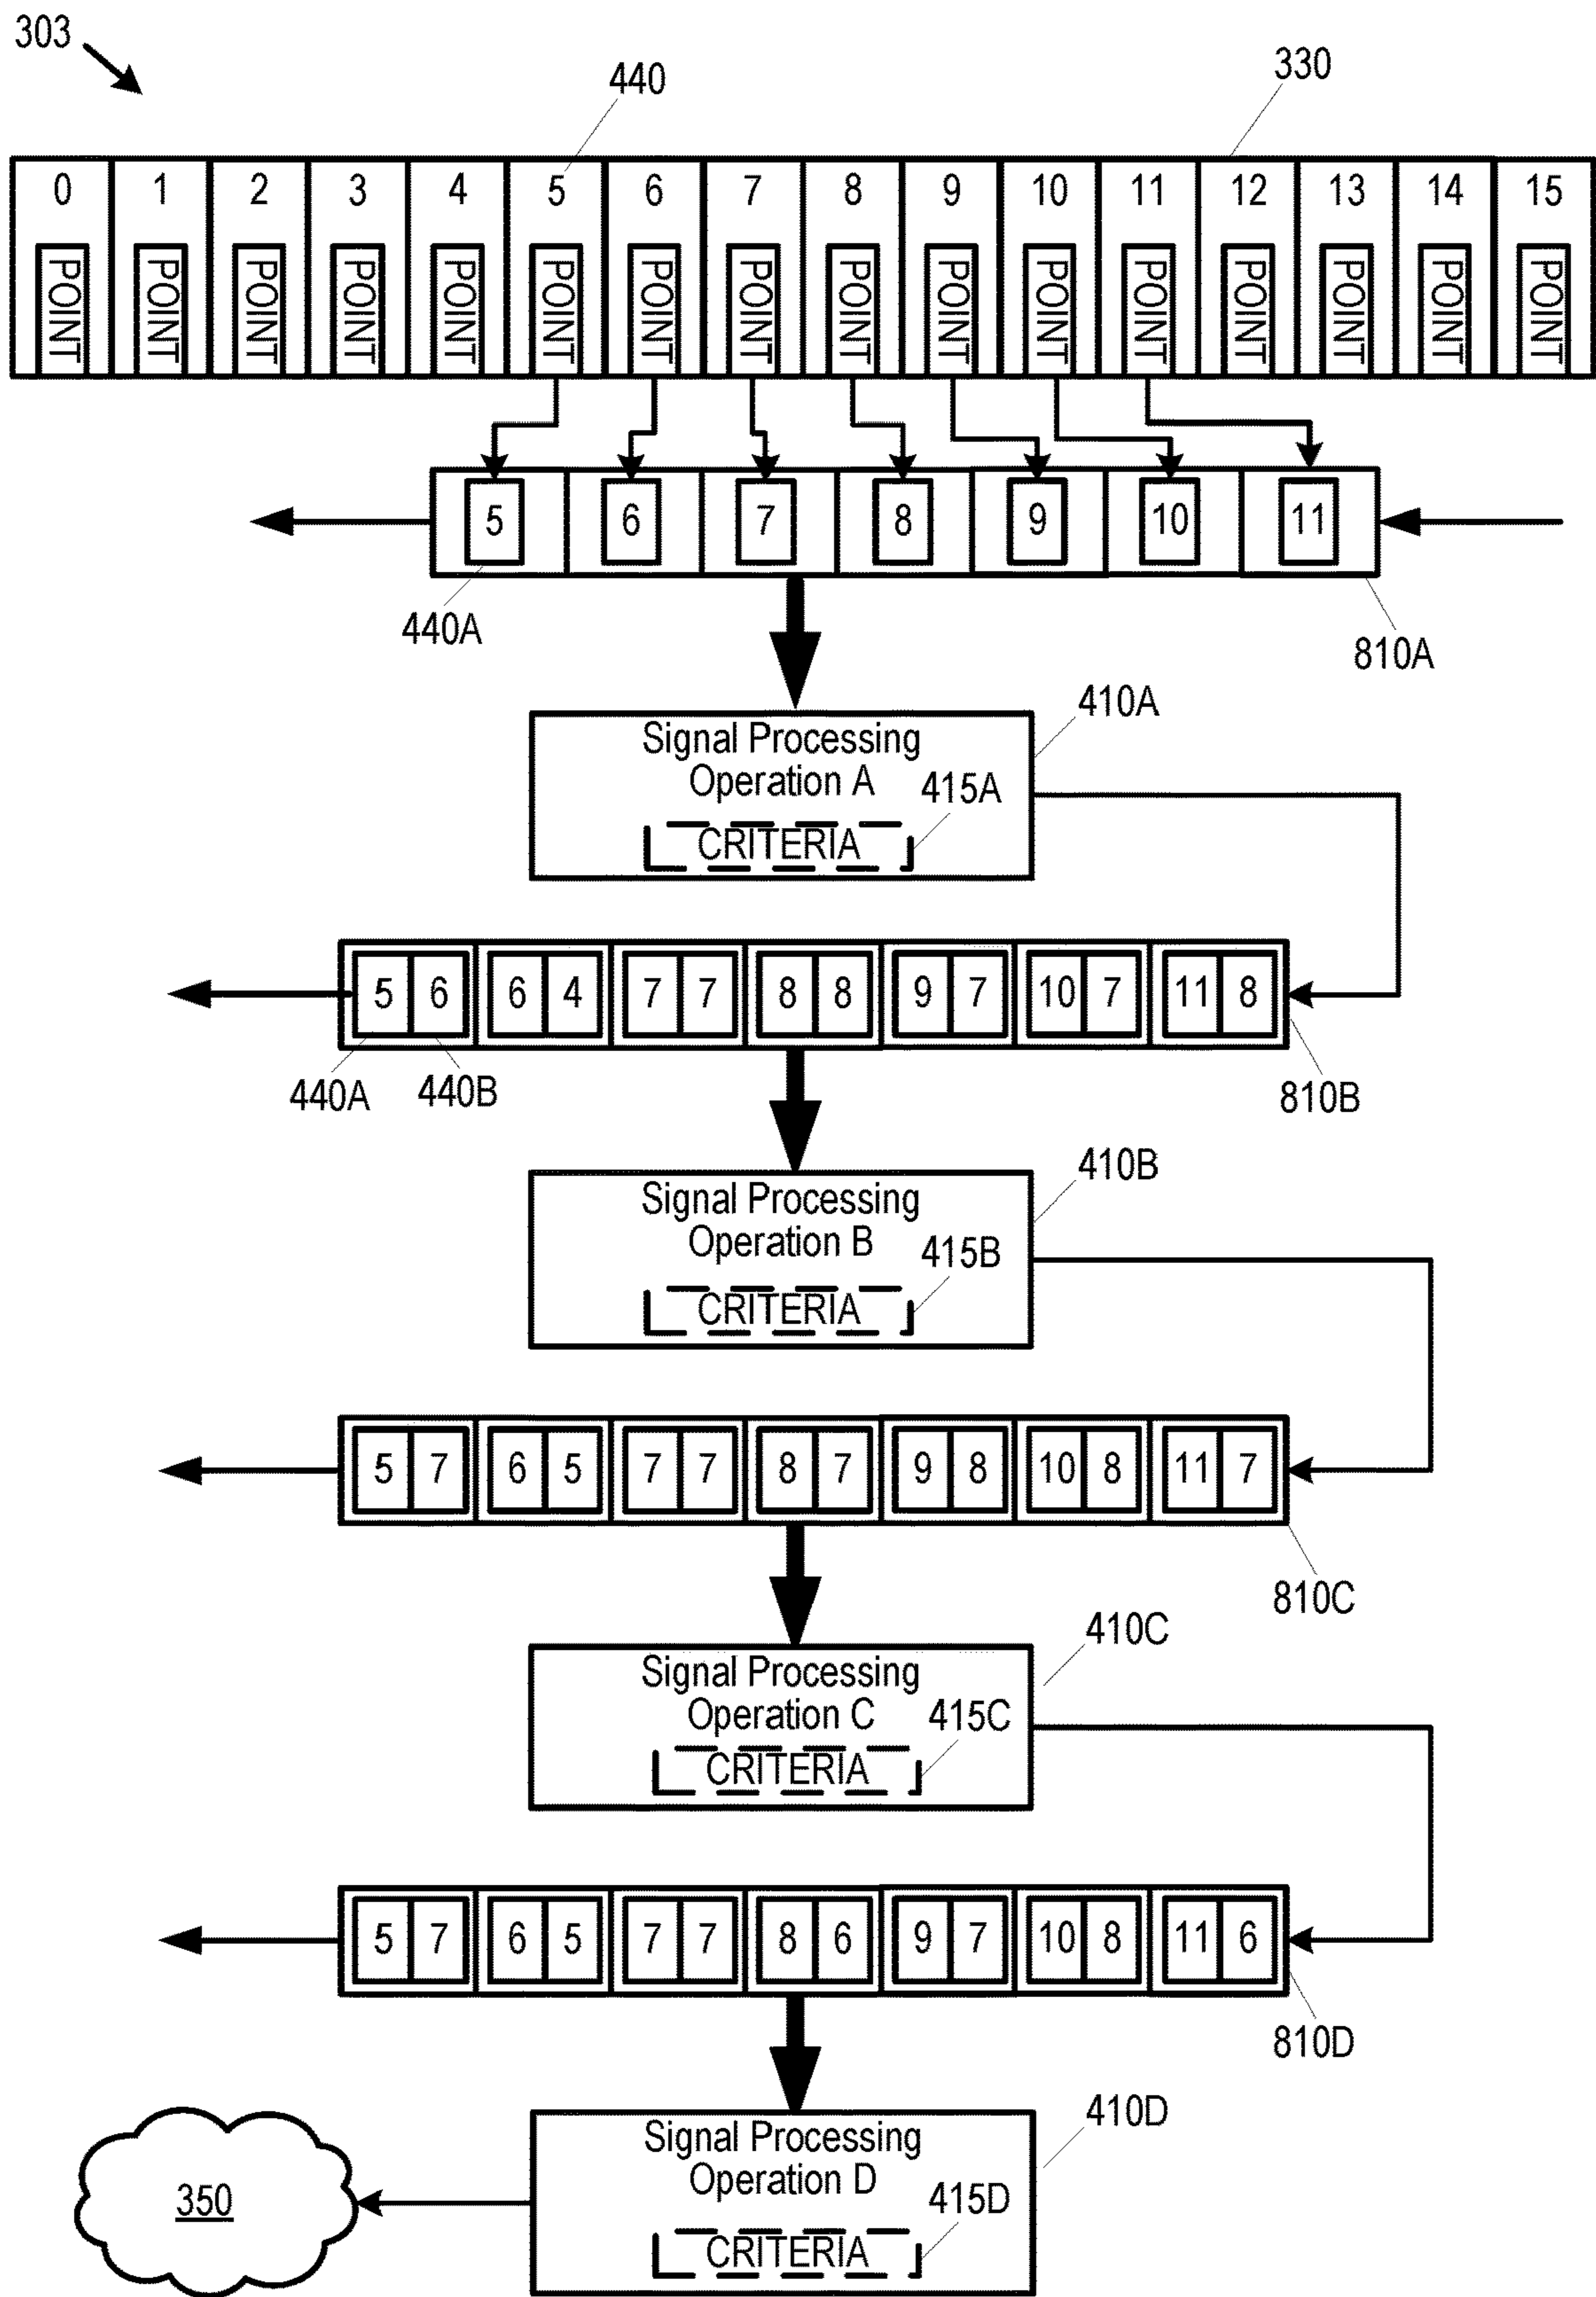 303
440
330
0 1 2 3 4 5 6 7 8 9 10 11 12 13 14 15
POINT POINT POINT POINT POINT POINT POINT POINT POINT POINT POINT POINT POINT POINT POINT POINT
5 6 7 8 9 10 11
440A
810A
410A
Signal Processing
Operation A
415A
CRITERIA
5 6 6 4 7 7 8 8 9 7 10 7 11 8
440A
440B
810B
410B
Signal Processing
Operation B
415B
CRITERIA
5 7 6 5 7 7 8 7 9 8 10 8 11 7
810C
410C
Signal Processing
Operation C
415C
CRITERIA
5 7 6 5 7 7 8 6 9 7 10 8 11 6
810D
410D
Signal Processing
Operation D
415D
350
CRITERIA